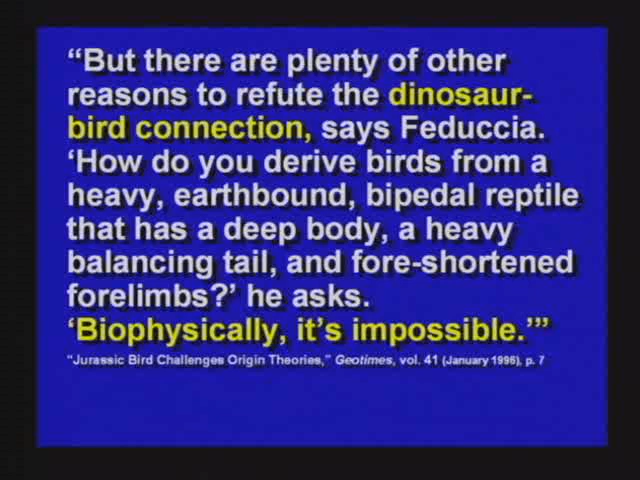 “But there are plenty of other
reasons to refute the dinosaur-
bird connection, says Feduccia.
‘How do you derive birds from a
heavy, earthbound, bipedal reptile
that has a deep body, a heavy
balancing tail, and fore-shortened
forelimbs?’ he asks.
‘Biophysically, it’s impossible.’”
“Jurassic Bird Challenges Origin Theories,” Geotimes, vol. 41 (January 1996), p. 7